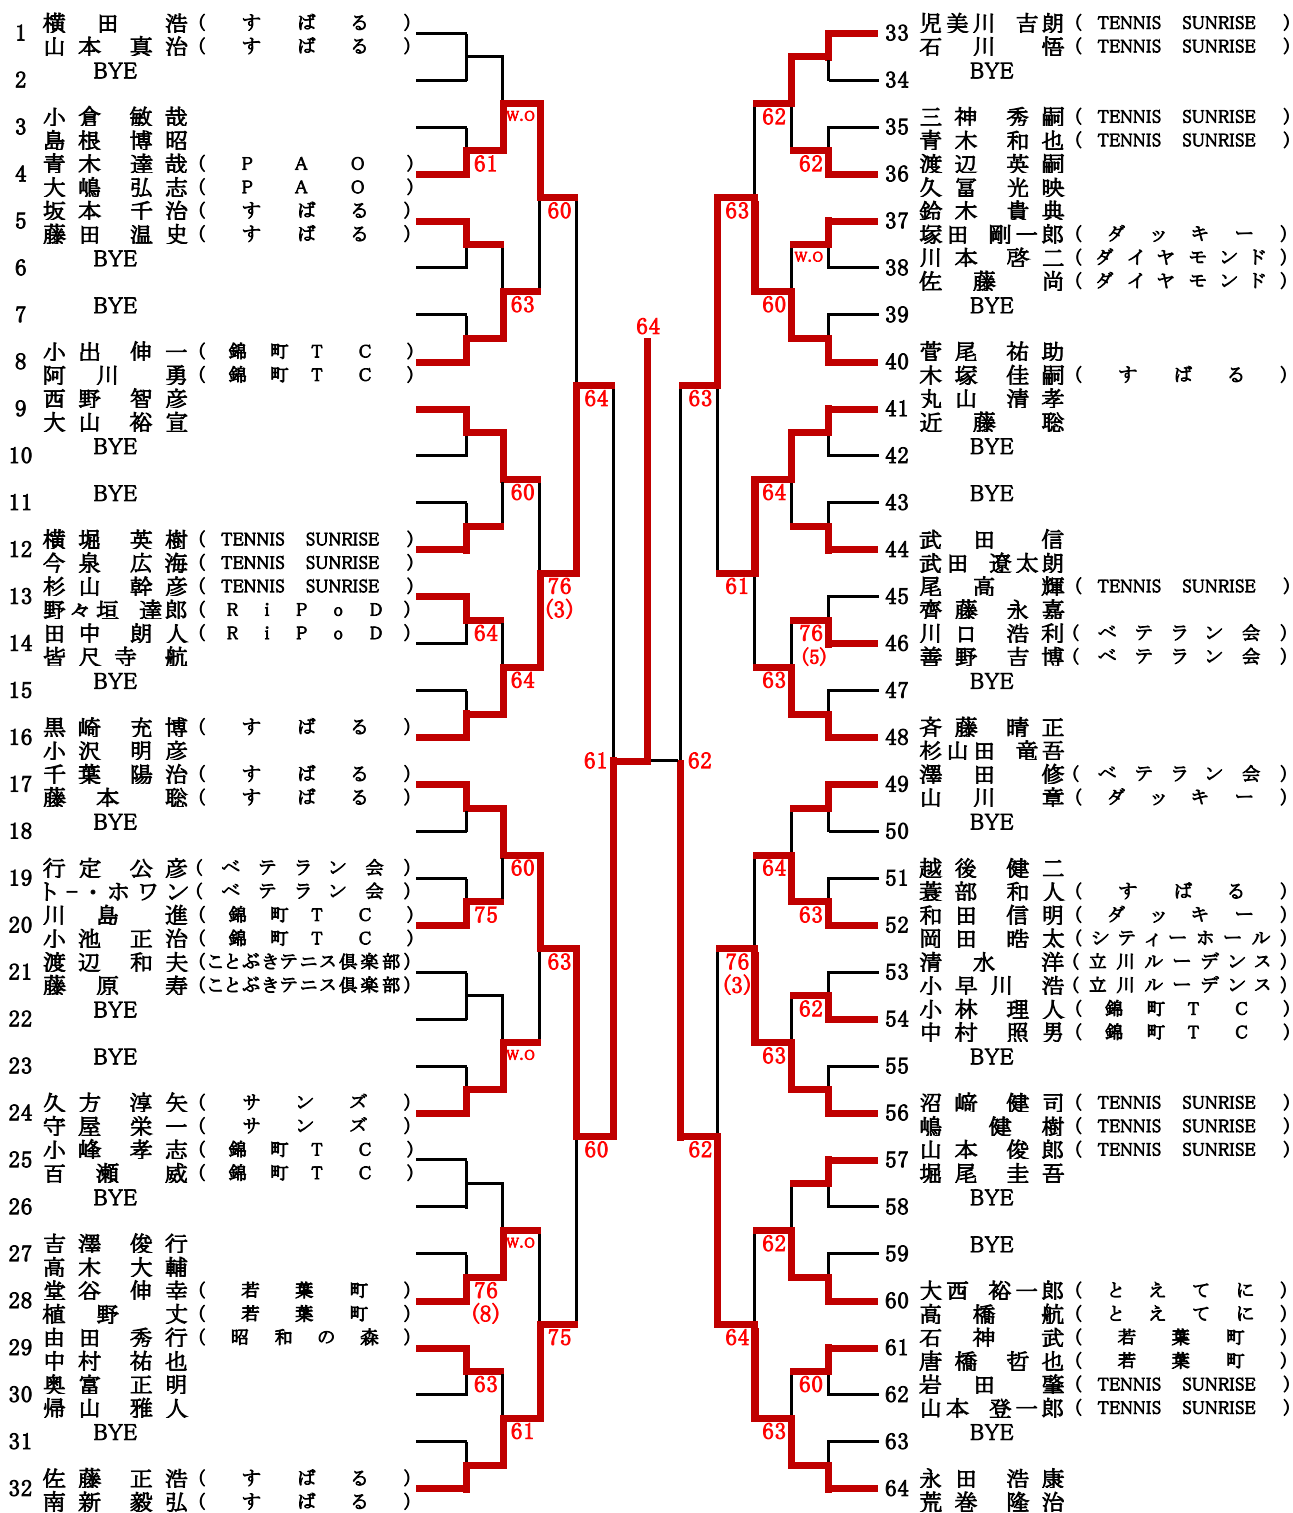 1 横田 浩 ( すばる )
山本 真治 ( すばる )
2 BYE
3 小倉 敏哉
島根 博昭
4 青木 達哉 ( PAO )
大嶋 弘志 ( PAO )
5 坂本 千治 ( すばる )
藤田 温史 ( すばる )
6 BYE
7 BYE
8 小出 伸一 ( 錦町TC )
阿川 勇 ( 錦町TC )
9 西野 智彦
大山 裕宣
10 BYE
11 BYE
12 横堀 英樹 ( TENNIS SUNRISE )
今泉 広海 ( TENNIS SUNRISE )
13 杉山 幹彦 ( TENNIS SUNRISE )
野々垣 達郎 ( RiPoD )
14 田中 朗人 ( RiPoD )
皆尺寺 航
15 BYE
16 黒崎 充博 ( すばる )
小沢 明彦
17 千葉 陽治 ( すばる )
藤本 聡 ( すばる )
18 BYE
19 行定 公彦 ( ベテラン会 )
トー・ホワン ( ベテラン会 )
20 川島 進 ( 錦町TC )
小池 正治 ( 錦町TC )
21 渡辺 和夫 (ことぶきテニス倶楽部)
藤原 寿 (ことぶきテニス倶楽部)
22 BYE
23 BYE
24 久方 淳矢 ( サンズ )
守屋 栄一 ( サンズ )
25 小峰 孝志 ( 錦町TC )
百瀬 威 ( 錦町TC )
26 BYE
27 吉澤 俊行
高木 大輔
28 堂谷 伸幸 ( 若葉町 )
植野 丈 ( 若葉町 )
29 由田 秀行 ( 昭和の森 )
中村 祐也
30 奥富 正明
帰山 雅人
31 BYE
32 佐藤 正浩 ( すばる )
南新 毅弘 ( すばる )
61
64
75
76
(8)
63
W.O
63
60
64
60
W.O
W.O
61
60
76
(3)
63
75
64
60
61
64
62
63
62
63
61
76
(3)
64
62
60
64
63
64
63
62
63
62
W.O
76
(5)
63
62
60
33 児美川 吉朗 ( TENNIS SUNRISE )
石川 悟 ( TENNIS SUNRISE )
34 BYE
35 三神 秀嗣 ( TENNIS SUNRISE )
青木 和也 ( TENNIS SUNRISE )
36 渡辺 英嗣
久冨 光映
37 鈴木 貴典
塚田 剛一郎 ( ダッキー )
38 川本 啓二 ( ダイヤモンド )
佐藤 尚 ( ダイヤモンド )
39 BYE
40 菅尾 祐助
木塚 佳嗣 ( すばる )
41 丸山 清孝
近藤 聡
42 BYE
43 BYE
44 武田 信
武田 遼太朗
45 尾高 輝 ( TENNIS SUNRISE )
齊藤 永嘉
46 川口 浩利 ( ベテラン会 )
善野 吉博 ( ベテラン会 )
47 BYE
48 斉藤 晴正
杉山田 竜吾
49 澤田 修 ( ベテラン会 )
山川 章 ( ダッキー )
50 BYE
51 越後 健二
蓑部 和人 ( すばる )
52 和田 信明 ( ダッキー )
岡田 晧太 (シティーホール)
53 清水 洋 (立川ルーデンス)
小早川 浩 (立川ルーデンス)
54 小林 理人 ( 錦町TC )
中村 照男 ( 錦町TC )
55 BYE
56 沼﨑 健司 ( TENNIS SUNRISE )
嶋 健樹 ( TENNIS SUNRISE )
57 山本 俊郎 ( TENNIS SUNRISE )
堀尾 圭吾
58 BYE
59 BYE
60 大西 裕一郎 ( とえてに )
高橋 航 ( とえてに )
61 石神 武 ( 若葉町 )
唐橋 哲也 ( 若葉町 )
62 岩田 肇 ( TENNIS SUNRISE )
山本 登一郎 ( TENNIS SUNRISE )
63 BYE
64 永田 浩康
荒巻 隆治